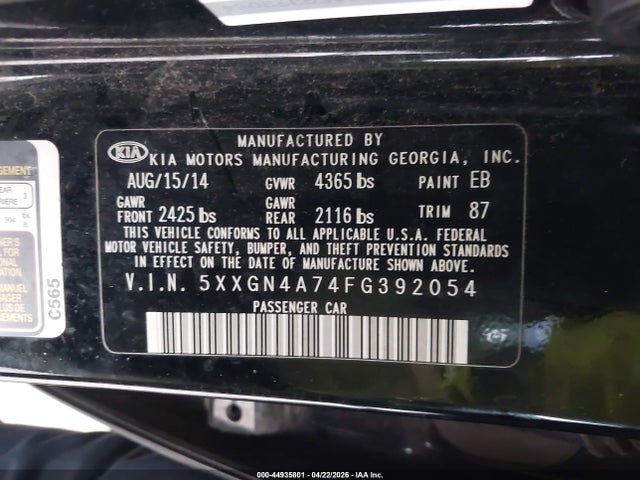 MANUFACTURED BY
KIA KIA MOTORS MANUFACTURING GEORGIA, INC.
AUG/15/14 GVWR 4365 lbs PAINT EB
GAWR FRONT 2425 lbs GAWR REAR 2116 lbs TRIM 87
THIS VEHICLE CONFORMS TO ALL APPLICABLE U.S.A. FEDERAL
MOTOR VEHICLE SAFETY, BUMPER, AND THEFT PREVENTION STANDARDS
IN EFFECT ON THE DATE OF MANUFACTURE SHOWN ABOVE.
V.I.N. 5XXGN4A74FG392054
PASSENGER CAR
C565
000-44935801 - 04/22/2026 - IAA Inc.